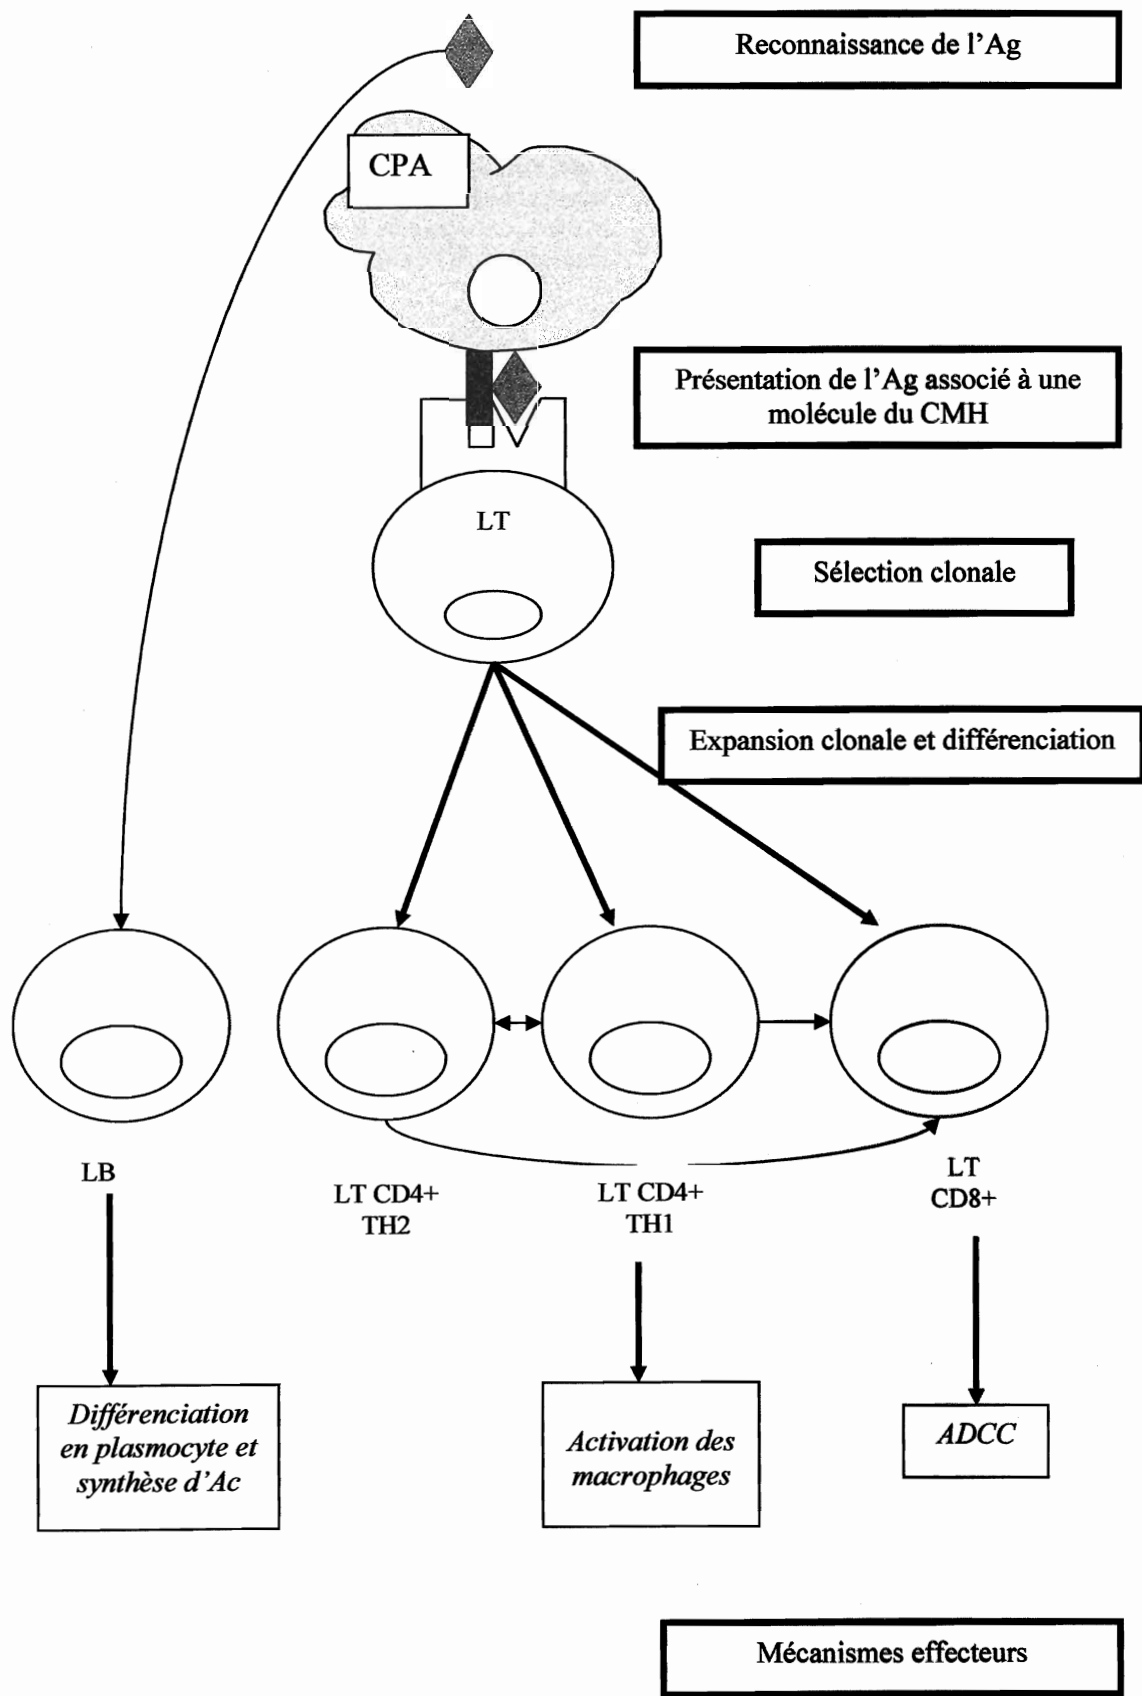 Reconnaissance de l'Ag
CPA
Présentation de l'Ag associé à une
molécule du CMH
LT
Sélection clonale
Expansion clonale et différenciation
LB
LT CD4+
TH2
LT CD4+
TH1
LT
CD8+
Différenciation
en plasmocyte et
synthèse d'Ac
Activation des
macrophages
ADCC
Mécanismes effecteurs